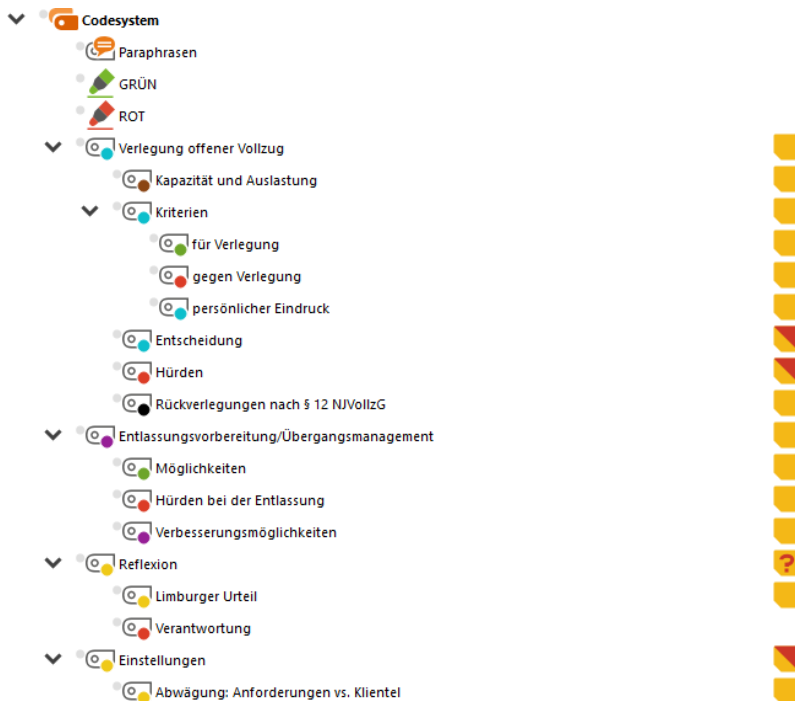 Codesystem
Paraphrasen
GRÜN
ROT
Verlegung offener Vollzug
Kapazität und Auslastung
Kriterien
für Verlegung
gegen Verlegung
persönlicher Eindruck
Entscheidung
Hürden
Rückverlegungen nach § 12 NJVollzG
Entlassungsvorbereitung/Übergangsmanagement
Möglichkeiten
Hürden bei der Entlassung
Verbesserungsmöglichkeiten
Reflexion
?
Limburger Urteil
Verantwortung
Einstellungen
Abwägung: Anforderungen vs. Klientel